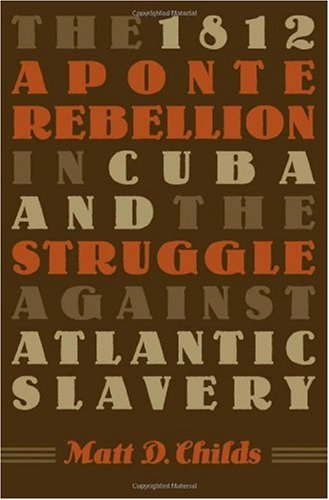 THE 1812
APONTE
REBELLION
IN CUBA
AND THE
STRUGGLE
AGAINST
ATLANTIC
SLAVERY
Matt D. Childs